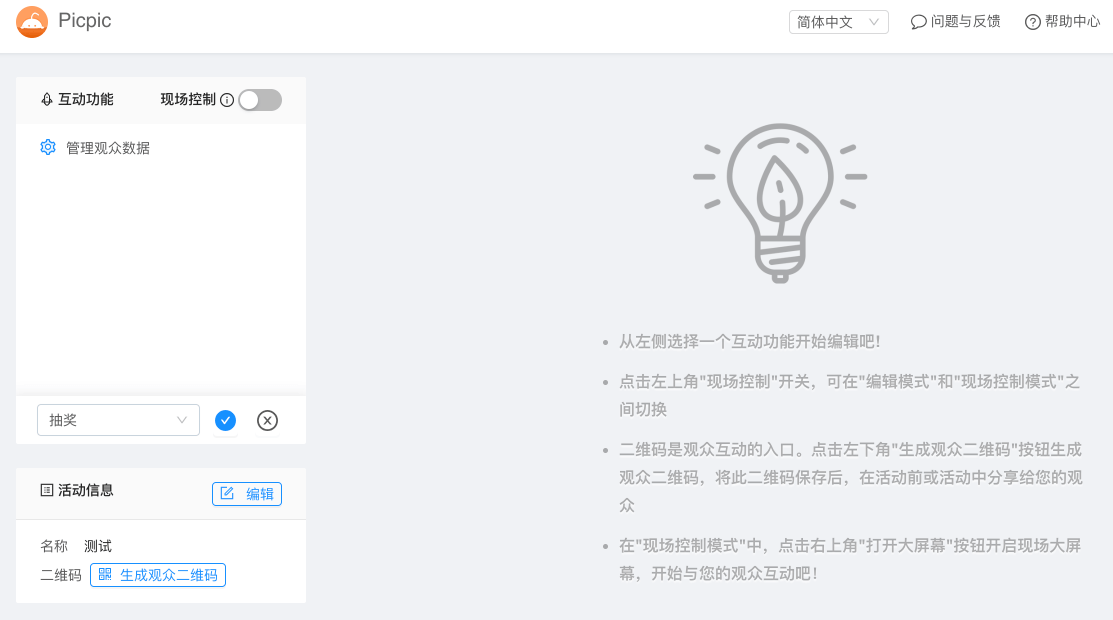 Picpic
简体中文
问题与反馈
帮助中心
互动功能
现场控制
管理观众数据
抽奖
活动信息
编辑
名称 测试
二维码 生成观众二维码
从左侧选择一个互动功能开始编辑吧!
点击左上角"现场控制"开关，可在"编辑模式"和"现场控制模式"之
间切换
二维码是观众互动的入口。点击左下角"生成观众二维码"按钮生成
观众二维码，将此二维码保存后，在活动前或活动中分享给您的观
众
在"现场控制模式"中，点击右上角"打开大屏幕"按钮开启现场大屏
幕，开始与您的观众互动吧！